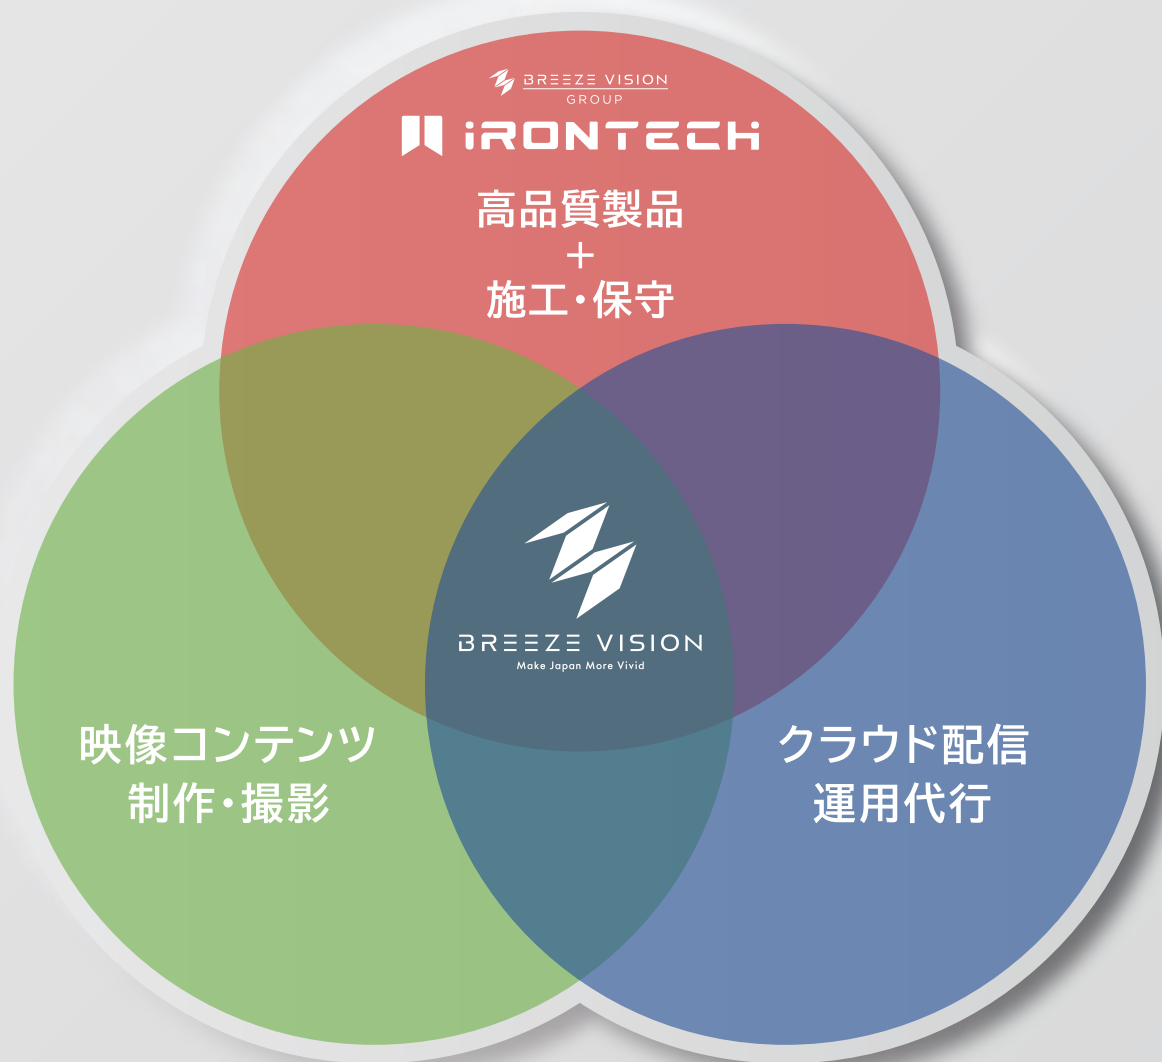 BREEZE VISION
GROUP
iRONTECH
高品質製品
＋
施工・保守
BREEZE VISION
Make Japan More Vivid
映像コンテンツ
制作・撮影
クラウド配信
運用代行